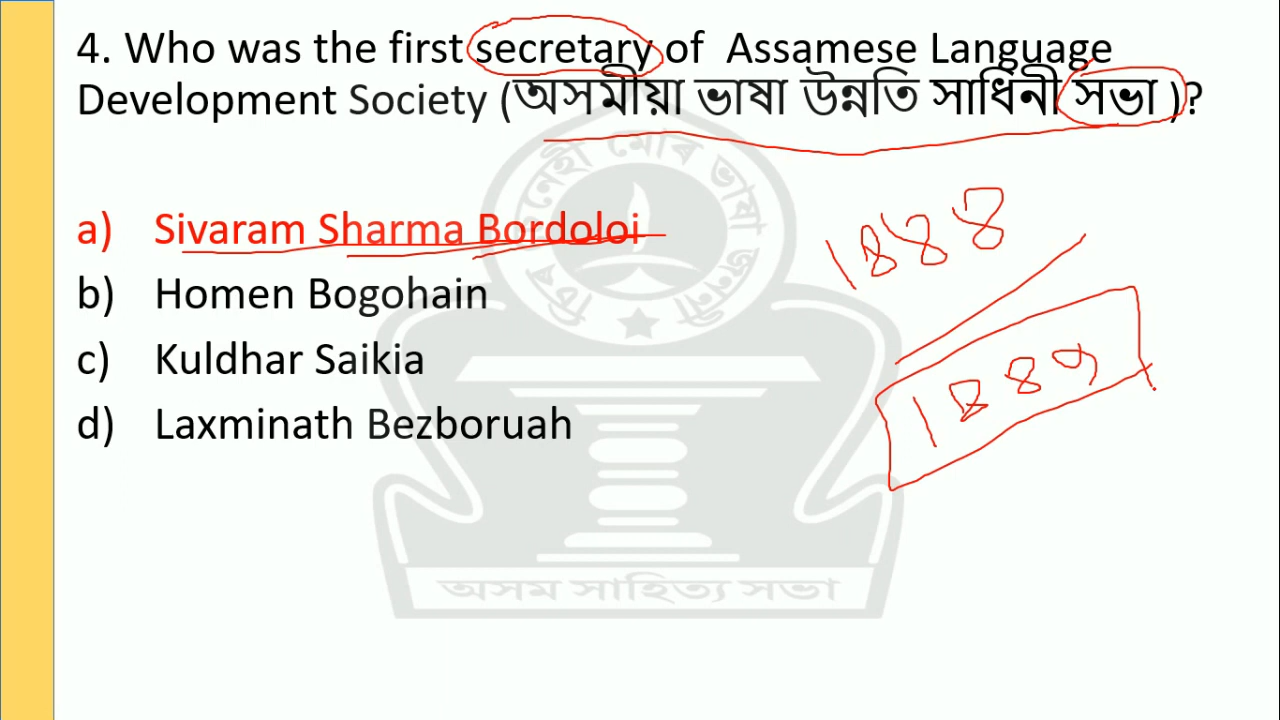 4. Who was the first secretary of Assamese Language
Development Society (অসমীয়া ভাষা উন্নতি সাধিনী সভা )?
a) Sivaram Sharma Bordoloi
b) Homen Bogohain
c) Kuldhar Saikia
d) Laxminath Bezboruah
1888
1889
চিৰ চেনেহী মোৰ ভাষা জননী
অসম সাহিত্য সভা